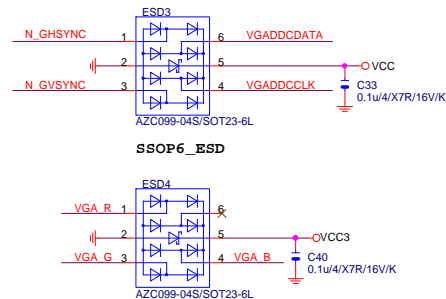 ESD3
N_GHSYNC 1 6 VGADDCDATA
2 5 VCC
N_GVSYNC 3 4 VGADDCCLK
C33
0.1u/4/X7R/16V/K
AZC099-04S/SOT23-6L
SSOP6_ESD
ESD4
VGA_R 1 6
2 5 VCC3
VGA_G 3 4 VGA_B
C40
0.1u/4/X7R/16V/K
AZC099-04S/SOT23-6L